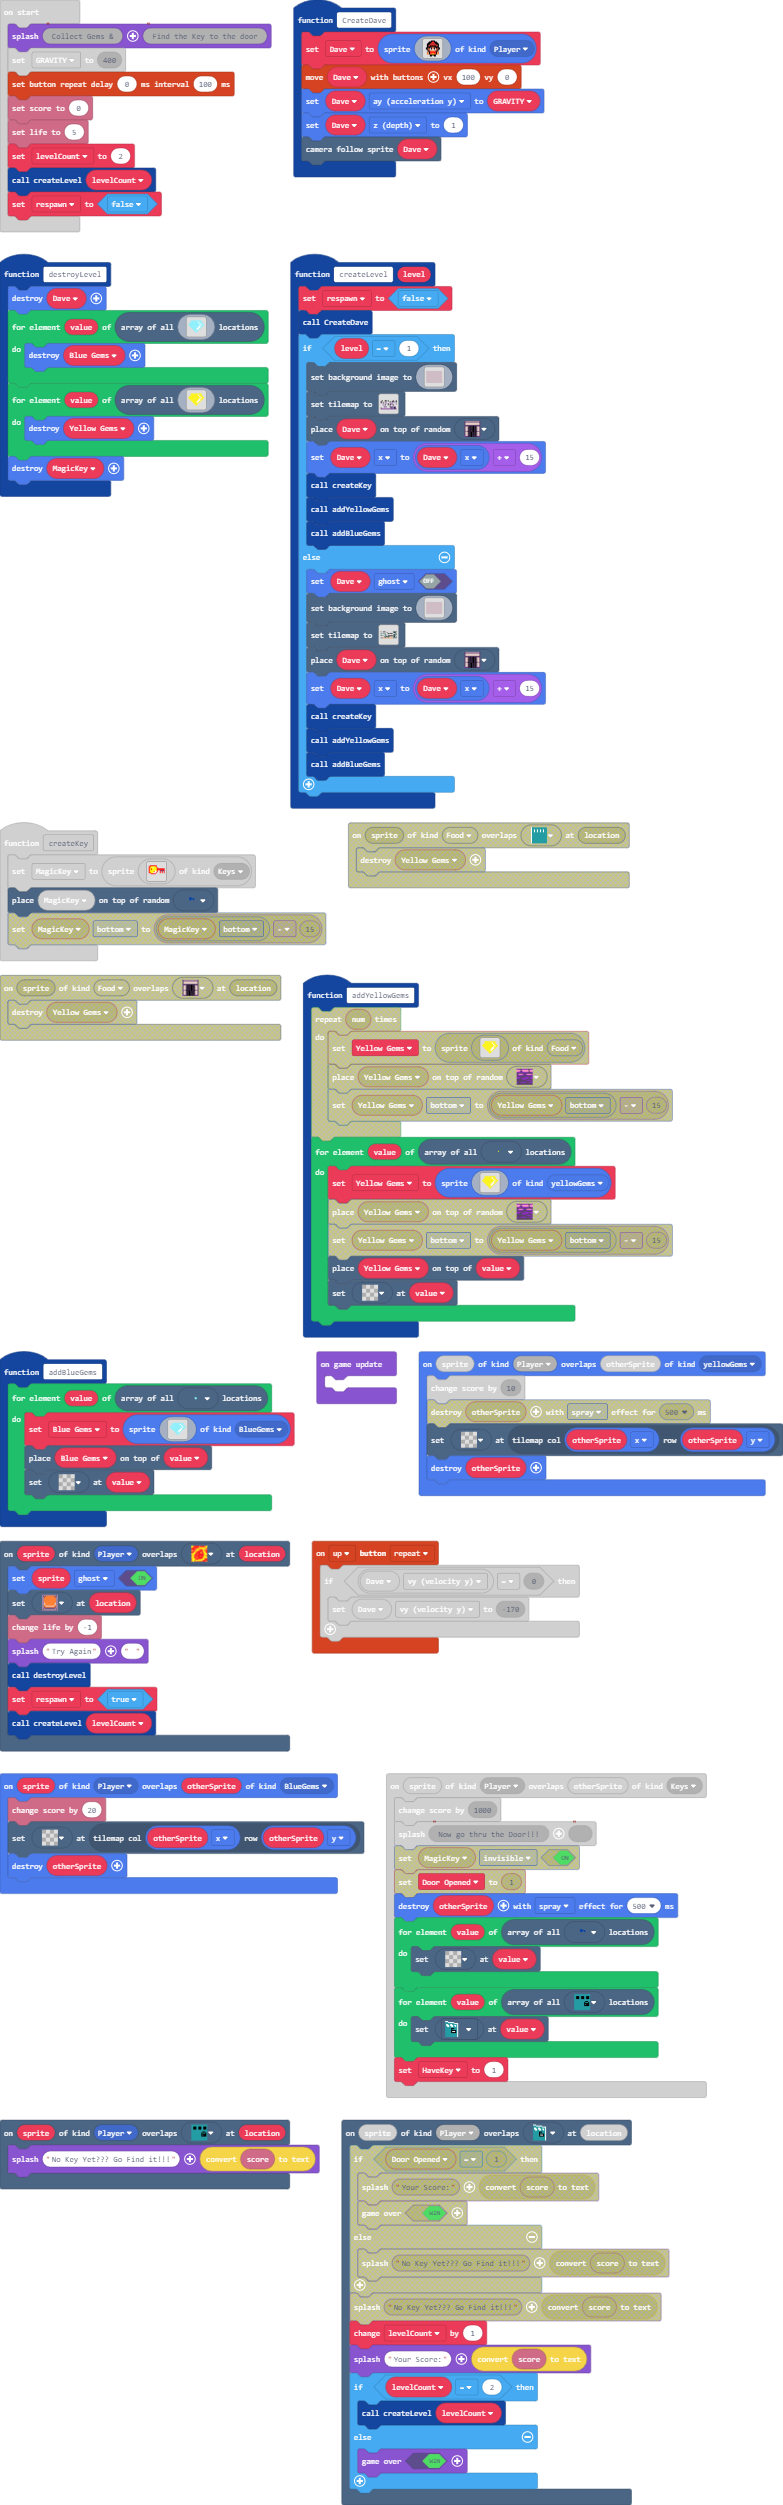 on start
splash Collect Gems & Find the Key to the door
set GRAVITY to 400
set button repeat delay 0 ms interval 100 ms
set score to 0
set life to 5
set levelCount to 2
call createLevel levelCount
set respawn to false
function CreateDave
set Dave to sprite of kind Player
move Dave with buttons vx 100 vy 0
set Dave ay (acceleration y) to GRAVITY
set Dave z (depth) to 1
camera follow sprite Dave
function destroyLevel
destroy Dave
for element value of array of all locations
do destroy Blue Gems
for element value of array of all locations
do destroy Yellow Gems
destroy MagicKey
function createLevel level
set respawn to false
call CreateDave
if level = 1 then
set background image to
set tilemap to
place Dave on top of random
set Dave x to Dave x + 15
call createKey
call addYellowGems
call addBlueGems
else
set Dave ghost OFF
set background image to
set tilemap to
place Dave on top of random
set Dave x to Dave x + 15
call createKey
call addYellowGems
call addBlueGems
function createKey
set MagicKey to sprite of kind Keys
place MagicKey on top of random
set MagicKey bottom to MagicKey bottom - 15
on sprite of kind Food overlaps at location
destroy Yellow Gems
on sprite of kind Food overlaps at location
destroy Yellow Gems
function addYellowGems
repeat num times
do
set Yellow Gems to sprite of kind Food
place Yellow Gems on top of random
set Yellow Gems bottom to Yellow Gems bottom - 15
for element value of array of all locations
do
set Yellow Gems to sprite of kind yellowGems
place Yellow Gems on top of random
set Yellow Gems bottom to Yellow Gems bottom - 15
place Yellow Gems on top of value
set at value
function addBlueGems
for element value of array of all locations
do
set Blue Gems to sprite of kind BlueGems
place Blue Gems on top of value
set at value
on game update
on sprite of kind Player overlaps otherSprite of kind yellowGems
change score by 10
destroy otherSprite with spray effect for 500 ms
set at tilemap col otherSprite x row otherSprite y
destroy otherSprite
on sprite of kind Player overlaps at location
set sprite ghost ON
set at location
change life by -1
splash "Try Again" " "
call destroyLevel
set respawn to true
call createLevel levelCount
on up button repeat
if Dave vy (velocity y) = 0 then
set Dave vy (velocity y) to -170
on sprite of kind Player overlaps otherSprite of kind BlueGems
change score by 20
set at tilemap col otherSprite x row otherSprite y
destroy otherSprite
on sprite of kind Player overlaps otherSprite of kind Keys
change score by 1000
splash "Now go thru the Door!!!"
set MagicKey invisible ON
set Door Opened to 1
destroy otherSprite with spray effect for 500 ms
for element value of array of all locations
do set at value
for element value of array of all locations
do set at value
set HaveKey to 1
on sprite of kind Player overlaps at location
splash "No Key Yet??? Go Find it!!!" convert score to text
on sprite of kind Player overlaps at location
if Door Opened = 1 then
splash "Your Score:" convert score to text
game over WIN
else
splash "No Key Yet??? Go Find it!!!" convert score to text
splash "No Key Yet??? Go Find it!!!" convert score to text
change levelCount by 1
splash "Your Score:" convert score to text
if levelCount = 2 then
call createLevel levelCount
else
game over WIN